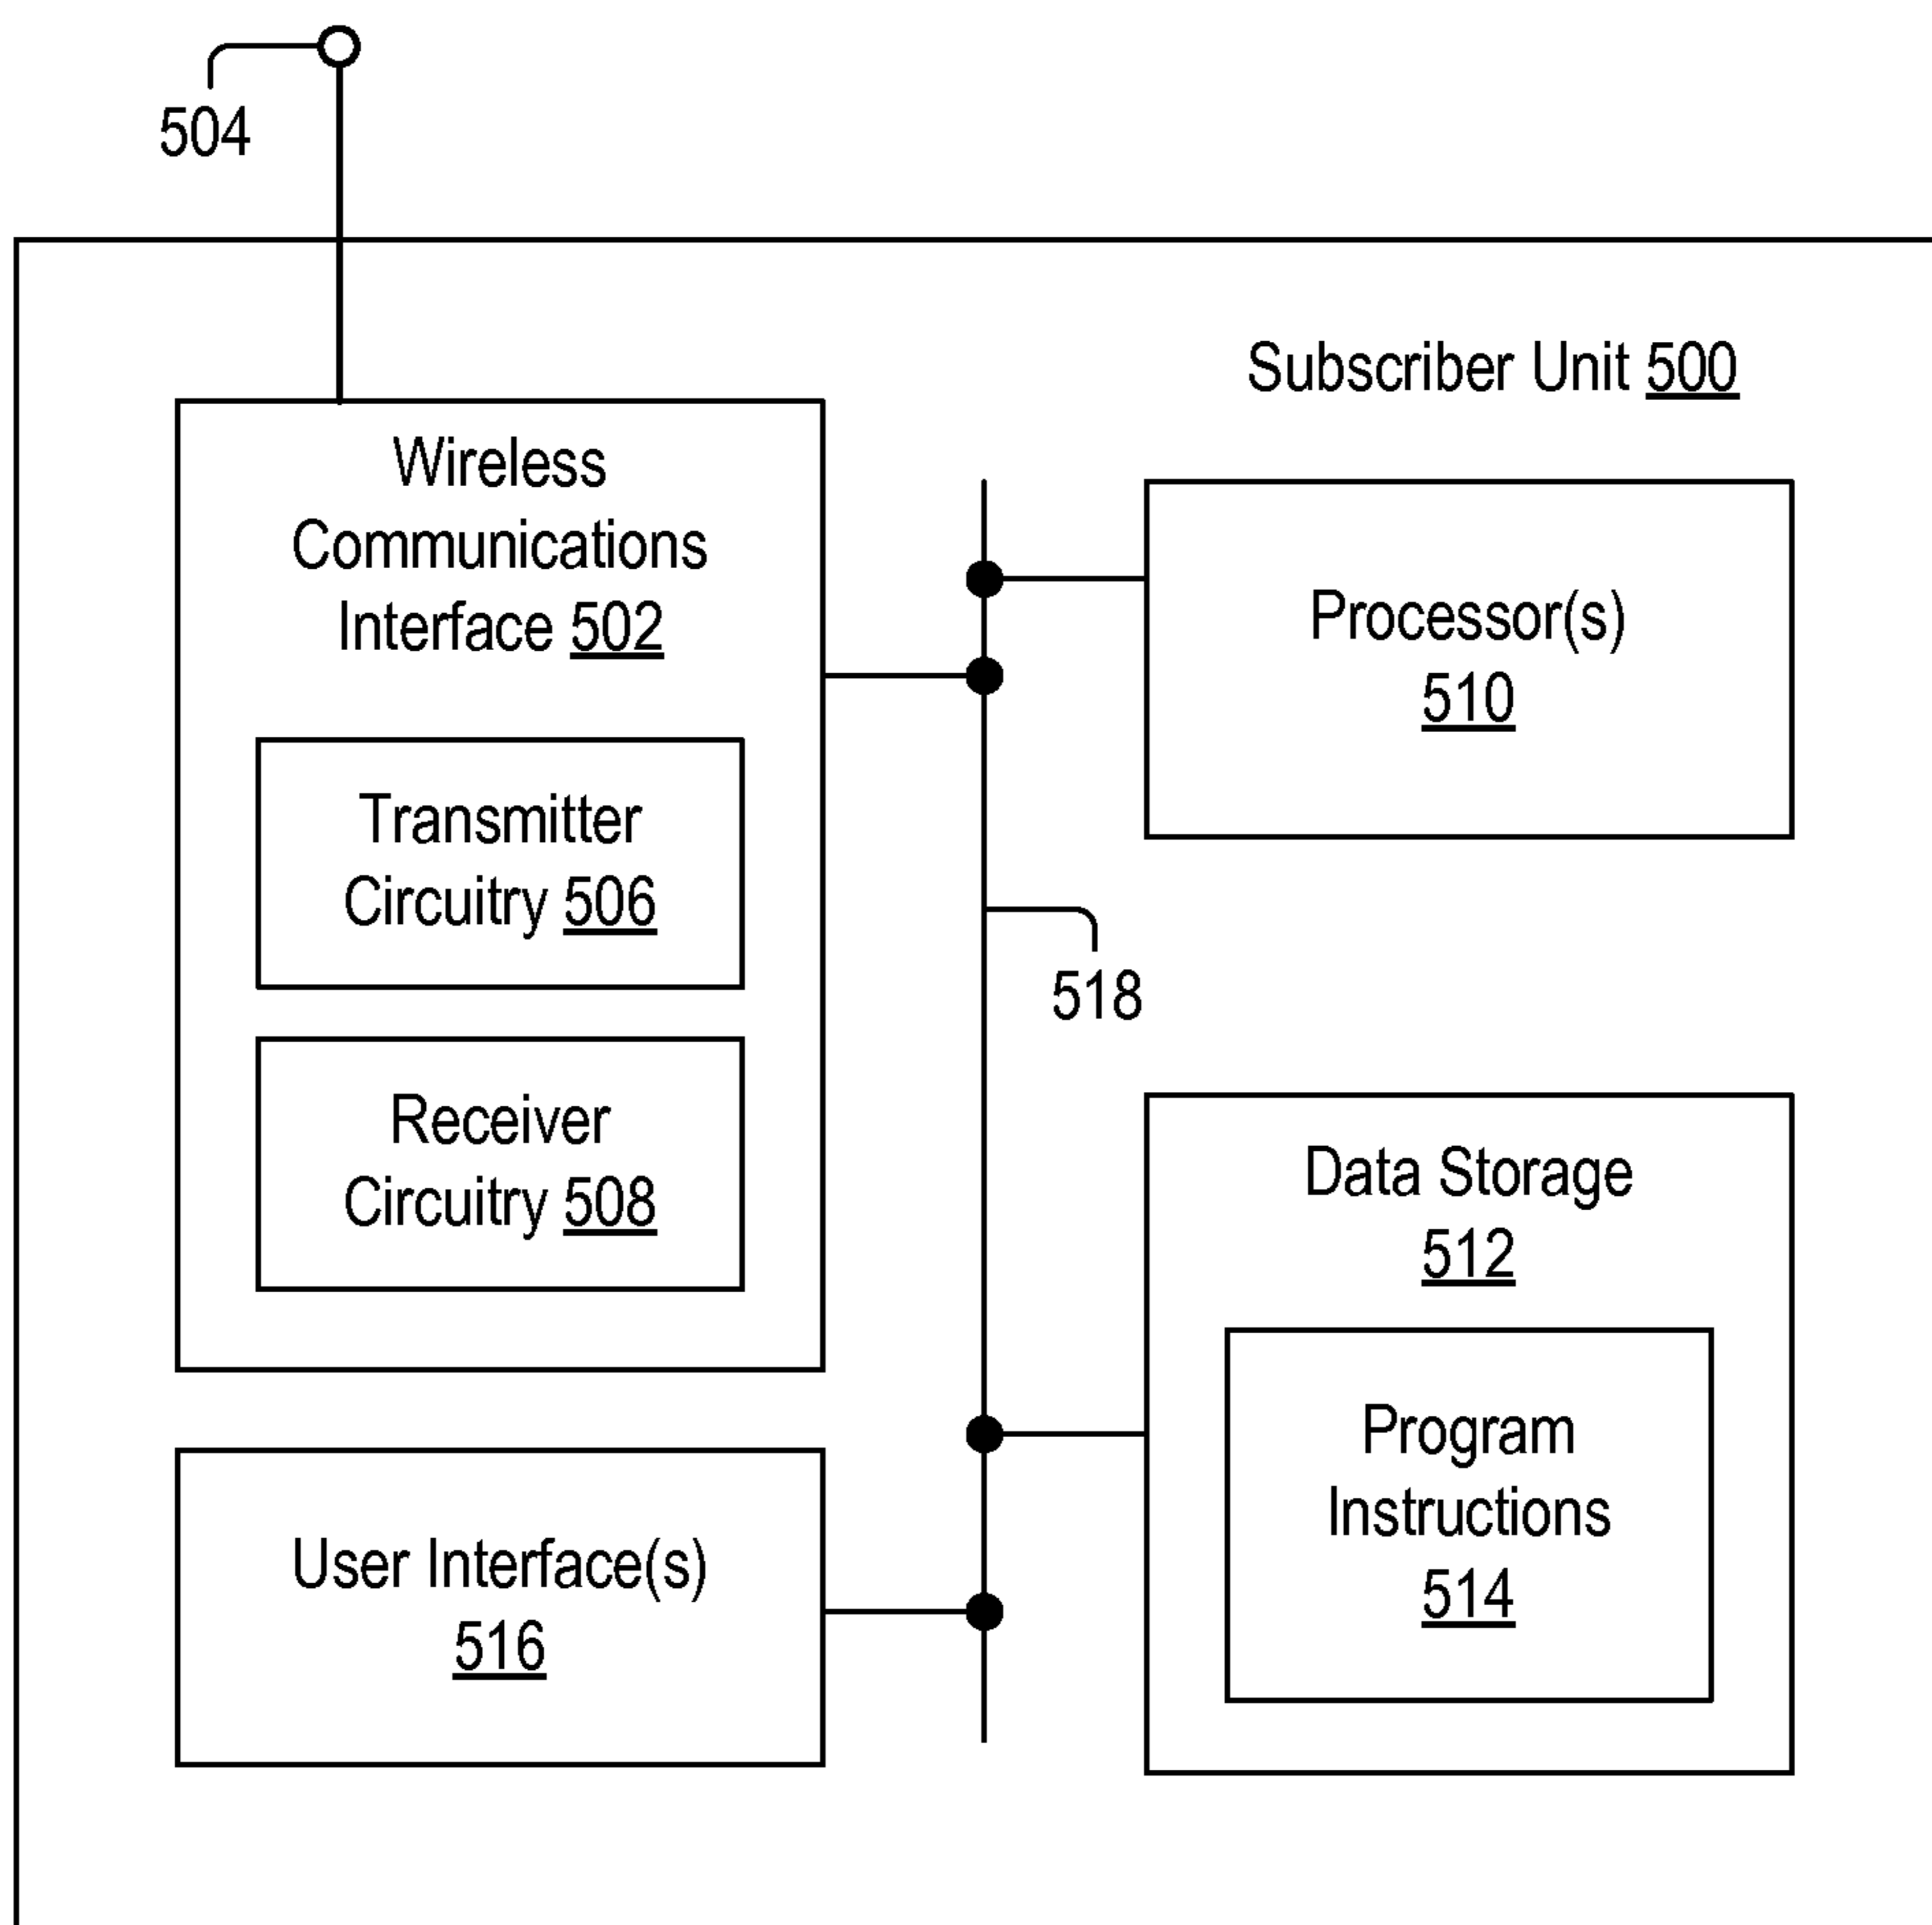 504
Subscriber Unit 500
Wireless
Communications
Interface 502
Transmitter
Circuitry 506
Receiver
Circuitry 508
User Interface(s)
516
518
Processor(s)
510
Data Storage
512
Program
Instructions
514